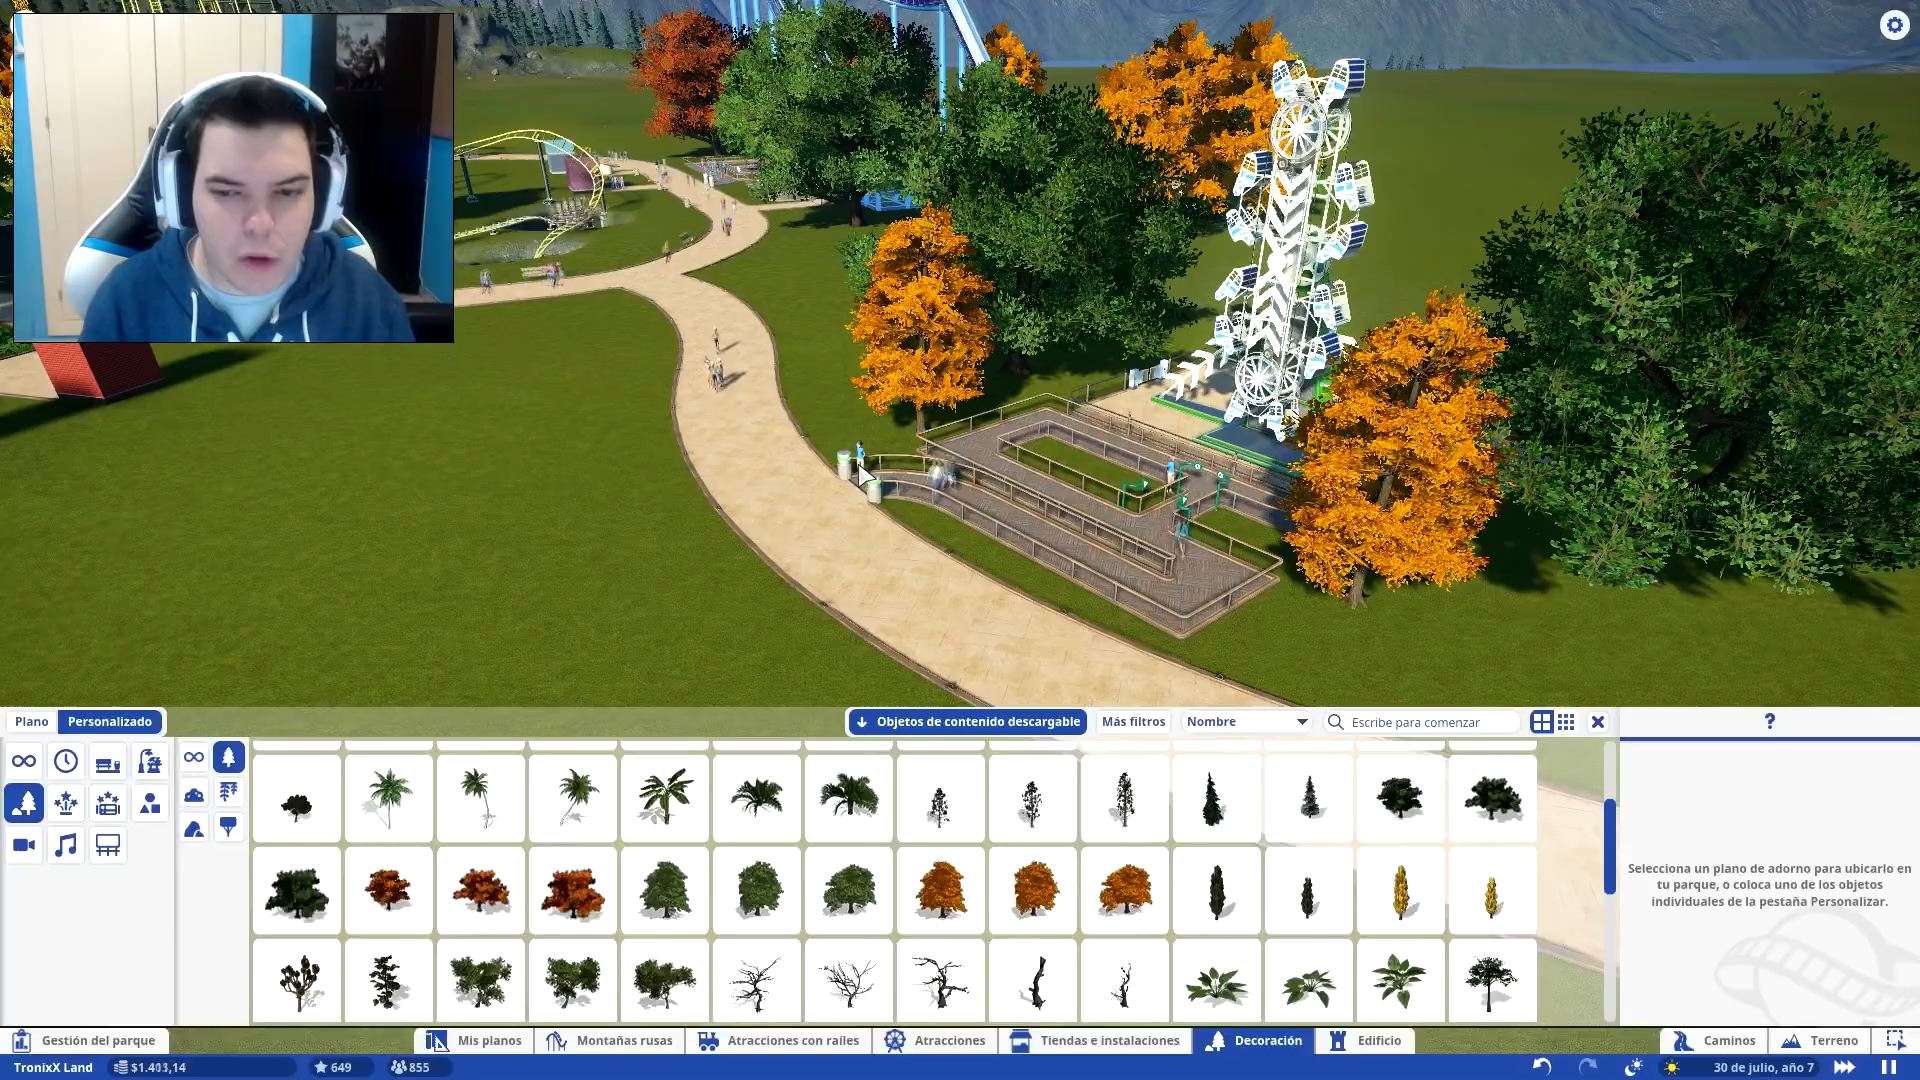 Plano
Personalizado
Objetos de contenido descargable
Más filtros
Nombre
Escribe para comenzar
?
Selecciona un plano de adorno para ubicarlo en
tu parque, o coloca uno de los objetos
individuales de la pestaña Personalizar.
Gestión del parque
Mis planos
Montañas rusas
Atracciones con raíles
Atracciones
Tiendas e instalaciones
Decoración
Edificio
Caminos
Terreno
TronixX Land
649
855
30 de julio, año 7